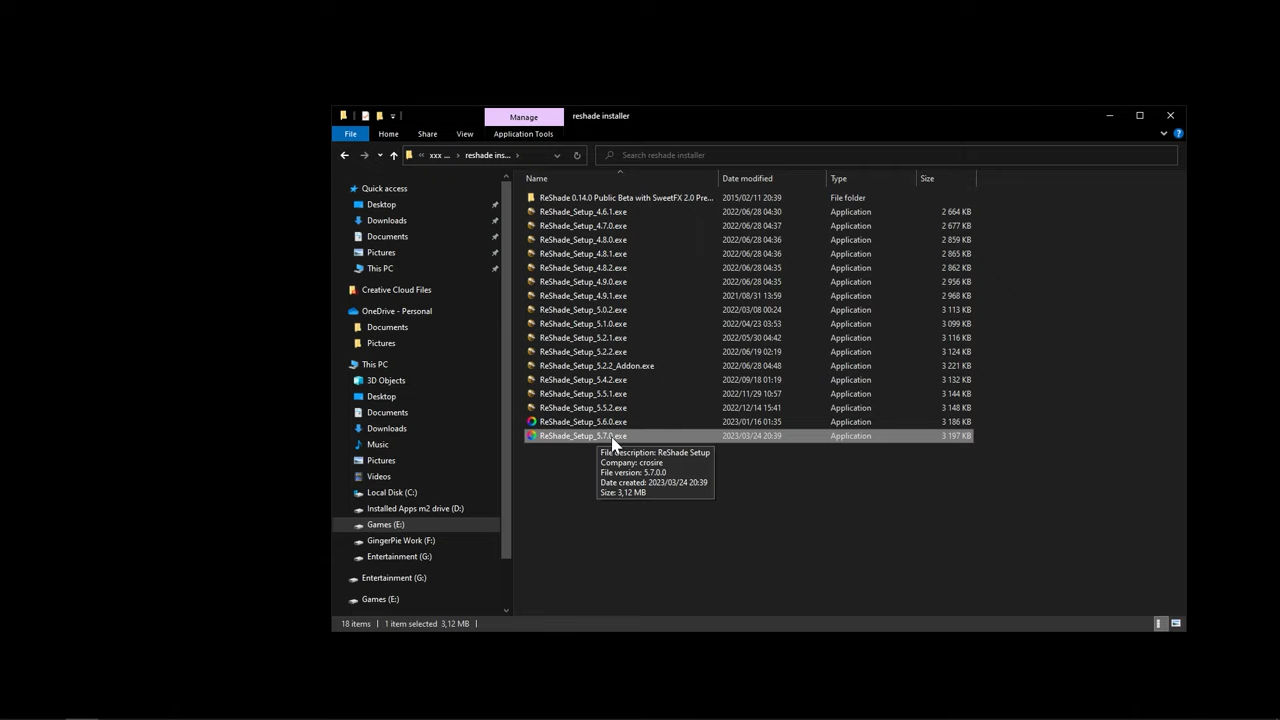 Manage
reshade installer
File
Home
Share
View
Application Tools
xxx ...
reshade ins...
Search reshade installer
Name
Date modified
Type
Size
Quick access
Desktop
Downloads
Documents
Pictures
This PC
Creative Cloud Files
OneDrive - Personal
Documents
Pictures
This PC
3D Objects
Desktop
Documents
Downloads
Music
Pictures
Videos
Local Disk (C:)
Installed Apps m2 drive (D:)
Games (E:)
GingerPie Work (F:)
Entertainment (G:)
Entertainment (G:)
Games (E:)
ReShade 0.14.0 Public Beta with SweetFX 2.0 Pre... 2015/02/11 20:39 File folder
ReShade_Setup_4.6.1.exe 2022/06/28 04:30 Application 2 664 KB
ReShade_Setup_4.7.0.exe 2022/06/28 04:37 Application 2 677 KB
ReShade_Setup_4.8.0.exe 2022/06/28 04:36 Application 2 859 KB
ReShade_Setup_4.8.1.exe 2022/06/28 04:36 Application 2 865 KB
ReShade_Setup_4.8.2.exe 2022/06/28 04:35 Application 2 862 KB
ReShade_Setup_4.9.0.exe 2022/06/28 04:35 Application 2 956 KB
ReShade_Setup_4.9.1.exe 2021/08/31 13:59 Application 2 968 KB
ReShade_Setup_5.0.2.exe 2022/03/08 00:24 Application 3 113 KB
ReShade_Setup_5.1.0.exe 2022/04/23 03:53 Application 3 099 KB
ReShade_Setup_5.2.1.exe 2022/05/30 04:42 Application 3 116 KB
ReShade_Setup_5.2.2.exe 2022/06/19 02:19 Application 3 124 KB
ReShade_Setup_5.2.2_Addon.exe 2022/06/28 04:48 Application 3 221 KB
ReShade_Setup_5.4.2.exe 2022/09/18 01:19 Application 3 132 KB
ReShade_Setup_5.5.1.exe 2022/11/29 10:57 Application 3 144 KB
ReShade_Setup_5.5.2.exe 2022/12/14 15:41 Application 3 148 KB
ReShade_Setup_5.6.0.exe 2023/01/16 01:35 Application 3 186 KB
ReShade_Setup_5.7.0.exe 2023/03/24 20:39 Application 3 197 KB
File description: ReShade Setup
Company: crosire
File version: 5.7.0.0
Date created: 2023/03/24 20:39
Size: 3,12 MB
18 items
1 item selected 3,12 MB